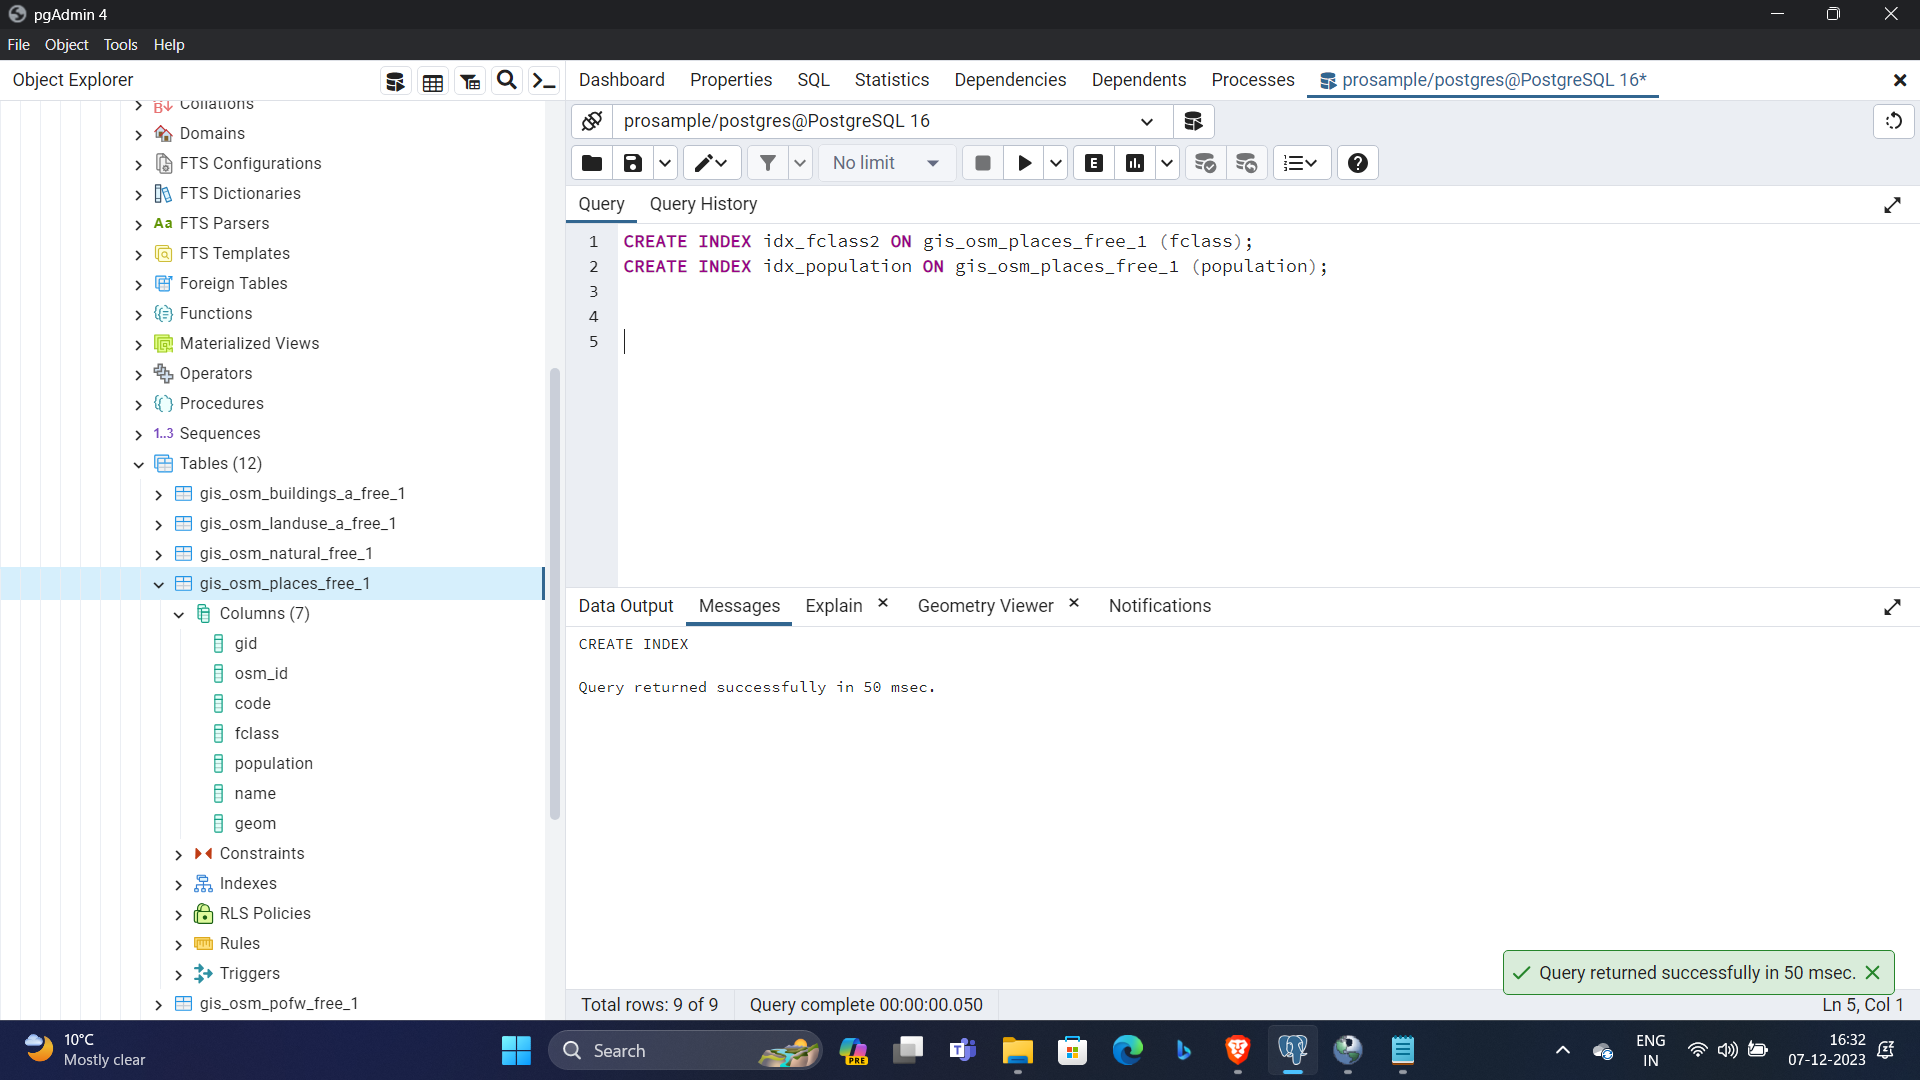 pgAdmin 4
File Object Tools Help
Object Explorer
Dashboard Properties SQL Statistics Dependencies Dependents Processes prosample/postgres@PostgreSQL 16*
prosample/postgres@PostgreSQL 16
No limit
E
Query Query History
1 CREATE INDEX idx_fclass2 ON gis_osm_places_free_1 (fclass);
2 CREATE INDEX idx_population ON gis_osm_places_free_1 (population);
3
4
5
Collations
Domains
FTS Configurations
FTS Dictionaries
Aa FTS Parsers
FTS Templates
Foreign Tables
Functions
Materialized Views
Operators
Procedures
1..3 Sequences
Tables (12)
gis_osm_buildings_a_free_1
gis_osm_landuse_a_free_1
gis_osm_natural_free_1
gis_osm_places_free_1
Columns (7)
gid
osm_id
code
fclass
population
name
geom
Constraints
Indexes
RLS Policies
Rules
Triggers
gis_osm_pofw_free_1
Data Output Messages Explain Geometry Viewer Notifications
CREATE INDEX
Query returned successfully in 50 msec.
Query returned successfully in 50 msec.
Total rows: 9 of 9 Query complete 00:00:00.050 Ln 5, Col 1
10°C
Mostly clear
Search
PRE
ENG
IN
16:32
07-12-2023